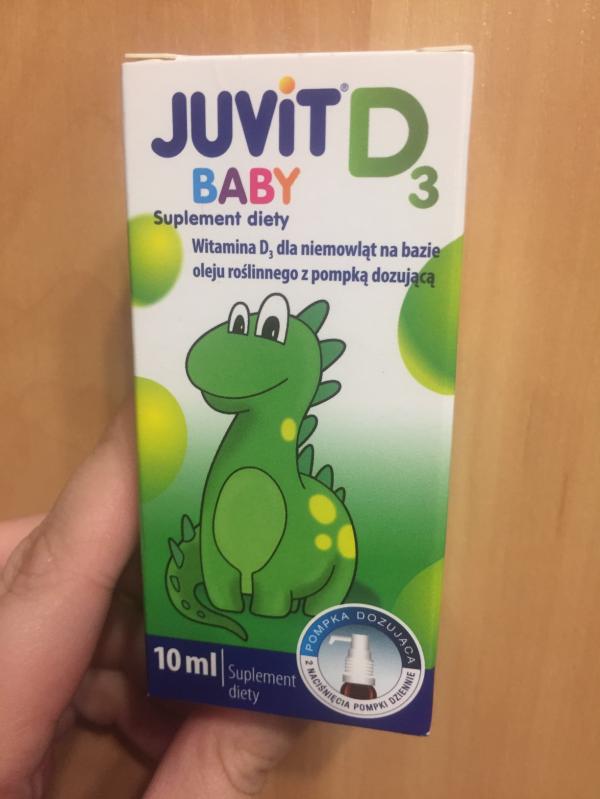 JUVIT® D3
BABY
Suplement diety
Witamina D₃ dla niemowląt na bazie
oleju roślinnego z pompką dozującą
10 ml
Suplement
diety
POMPKA DOZUJĄCA
2 NACIŚNIĘCIA POMPKI DZIENNIE